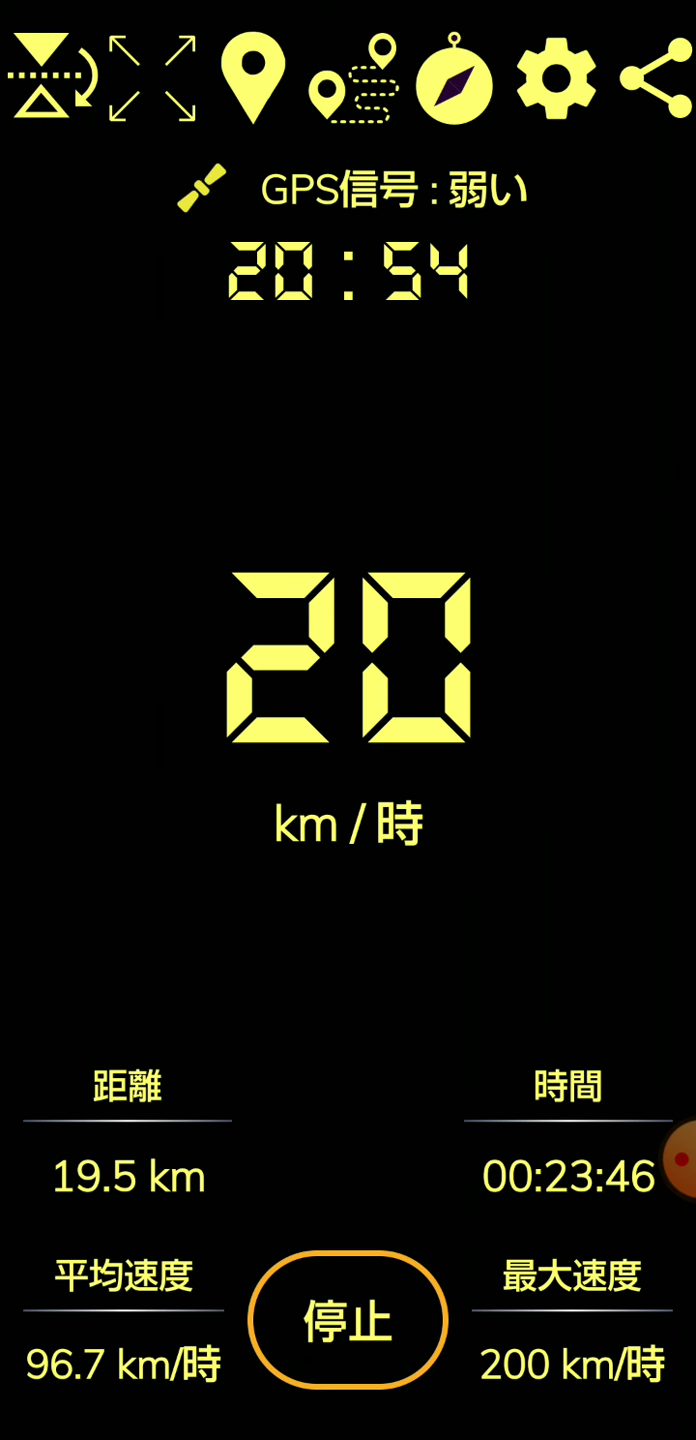 GPS信号 : 弱い
20:54
20
km / 時
距離
時間
19.5 km
00:23:46
平均速度
最大速度
停止
96.7 km/時
200 km/時